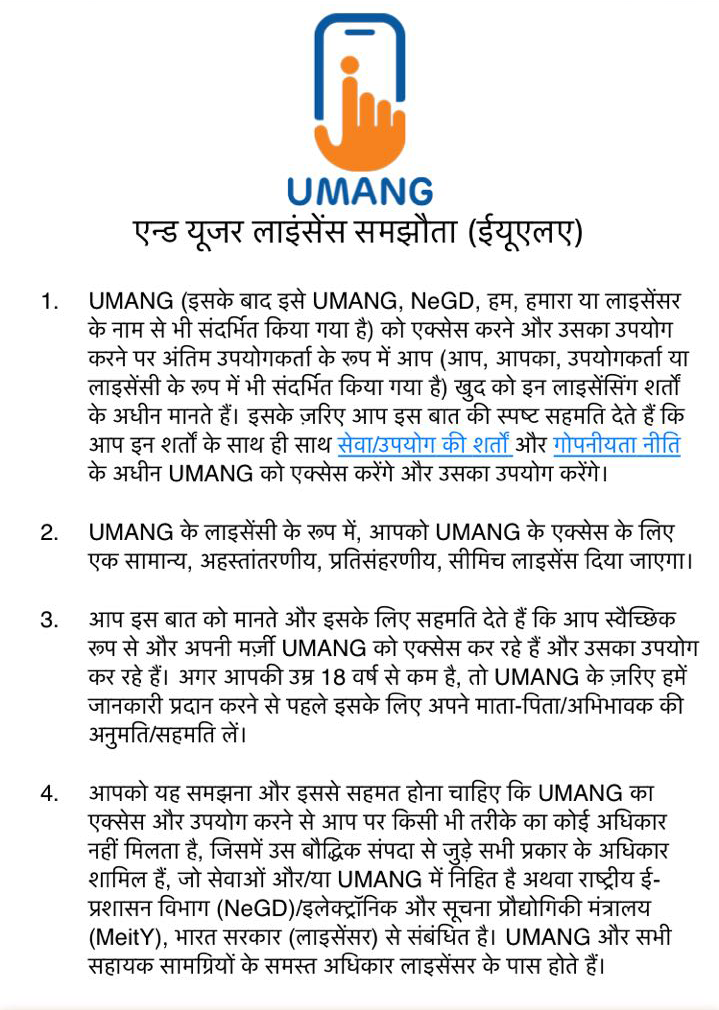 UMANG
एन्ड यूजर लाइंसेंस समझौता (ईयूएलए)
1. UMANG (इसके बाद इसे UMANG, NeGD, हम, हमारा या लाइसेंसर
के नाम से भी संदर्भित किया गया है) को एक्सेस करने और उसका उपयोग
करने पर अंतिम उपयोगकर्ता के रूप में आप (आप, आपका, उपयोगकर्ता या
लाइसेंसी के रूप में भी संदर्भित किया गया है) खुद को इन लाइसेंसिंग शर्तों
के अधीन मानते हैं। इसके ज़रिए आप इस बात की स्पष्ट सहमति देते हैं कि
आप इन शर्तों के साथ ही साथ सेवा/उपयोग की शर्तों और गोपनीयता नीति
के अधीन UMANG को एक्सेस करेंगे और उसका उपयोग करेंगे।
2. UMANG के लाइसेंसी के रूप में, आपको UMANG के एक्सेस के लिए
एक सामान्य, अहस्तांतरणीय, प्रतिसंहरणीय, सीमिच लाइसेंस दिया जाएगा।
3. आप इस बात को मानते और इसके लिए सहमति देते हैं कि आप स्वैच्छिक
रूप से और अपनी मर्ज़ी UMANG को एक्सेस कर रहे हैं और उसका उपयोग
कर रहे हैं। अगर आपकी उम्र 18 वर्ष से कम है, तो UMANG के ज़रिए हमें
जानकारी प्रदान करने से पहले इसके लिए अपने माता-पिता/अभिभावक की
अनुमति/सहमति लें।
4. आपको यह समझना और इससे सहमत होना चाहिए कि UMANG का
एक्सेस और उपयोग करने से आप पर किसी भी तरीके का कोई अधिकार
नहीं मिलता है, जिसमें उस बौद्धिक संपदा से जुड़े सभी प्रकार के अधिकार
शामिल हैं, जो सेवाओं और/या UMANG में निहित है अथवा राष्ट्रीय ई-
प्रशासन विभाग (NeGD)/इलेक्ट्रॉनिक और सूचना प्रौद्योगिकी मंत्रालय
(MeitY), भारत सरकार (लाइसेंसर) से संबंधित है। UMANG और सभी
सहायक सामग्रियों के समस्त अधिकार लाइसेंसर के पास होते हैं।